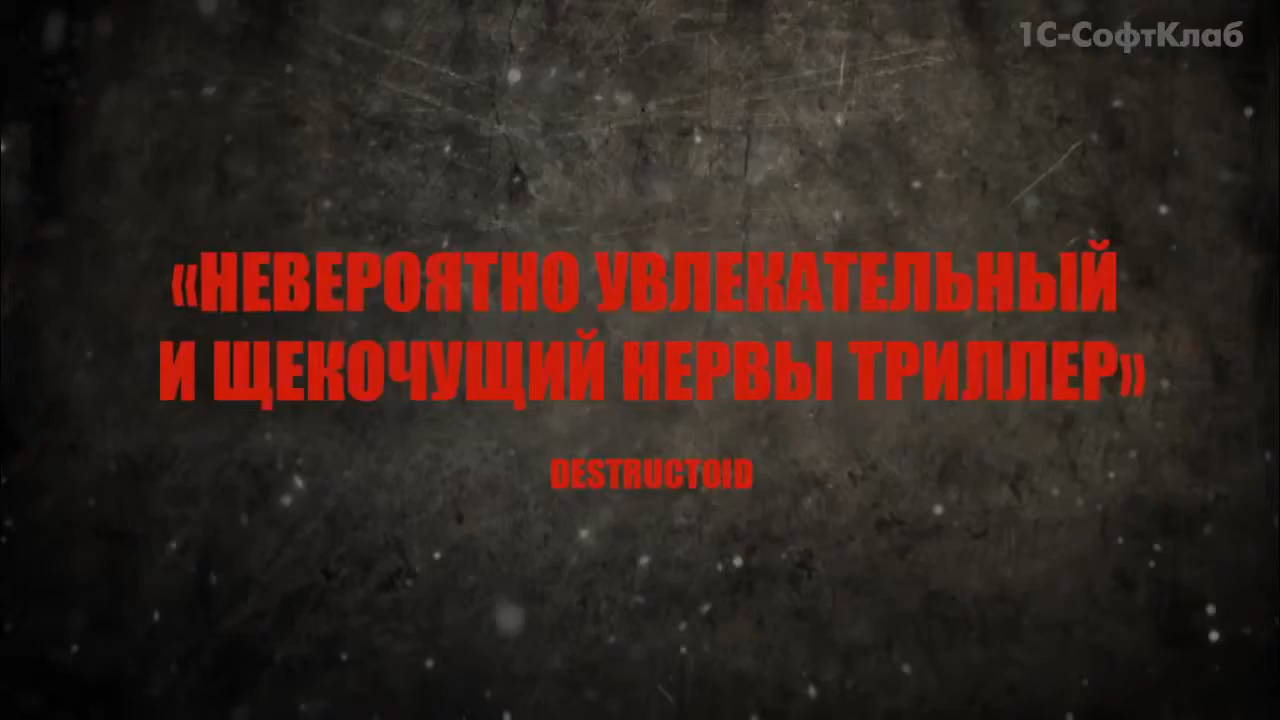 1С-СофтКлаб
«НЕВЕРОЯТНО УВЛЕКАТЕЛЬНЫЙ
И ЩЕКОЧУЩИЙ НЕРВЫ ТРИЛЛЕР»
DESTRUCTOID